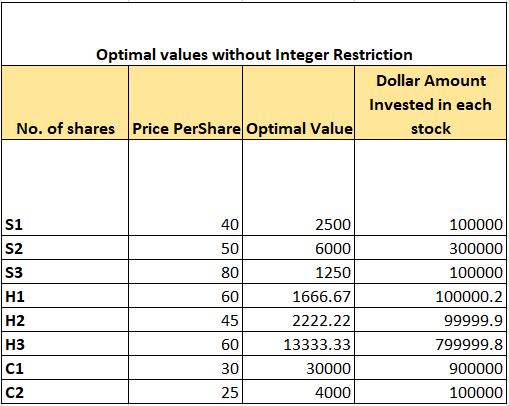 Optimal values without Integer Restriction
Dollar Amount
Invested in each
No. of shares Price PerShare Optimal Value stock
S1 40 2500 100000
S2 50 6000 300000
S3 80 1250 100000
H1 60 1666.67 100000.2
H2 45 2222.22 99999.9
H3 60 13333.33 799999.8
C1 30 30000 900000
C2 25 4000 100000